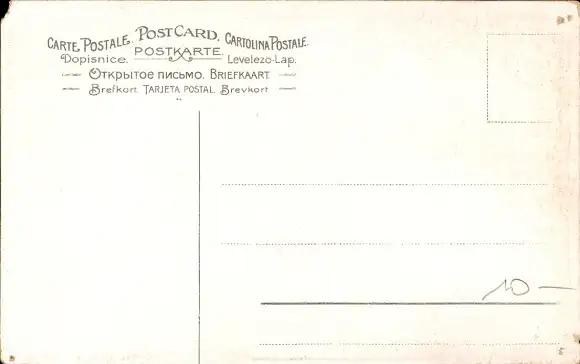 CARTE POSTALE. POSTCARD. CARTOLINA POSTALE.
Dopisnice. POSTKARTE. Levelezo-Lap.
Открытое письмо. BRIEFKAART
Brefkort. TARJETA POSTAL. Brevkort
10 —